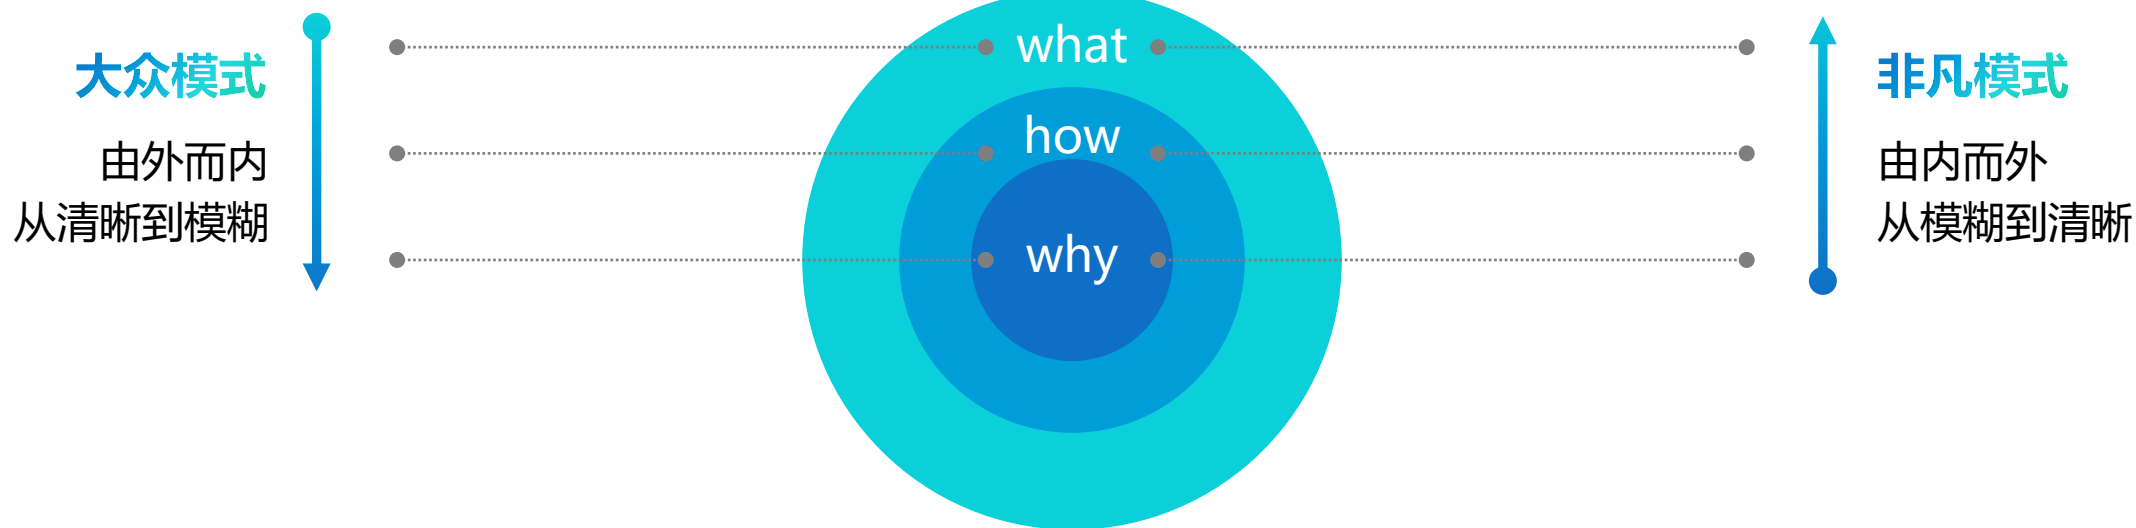 大众模式
由外而内
从清晰到模糊
what
how
why
非凡模式
由内而外
从模糊到清晰